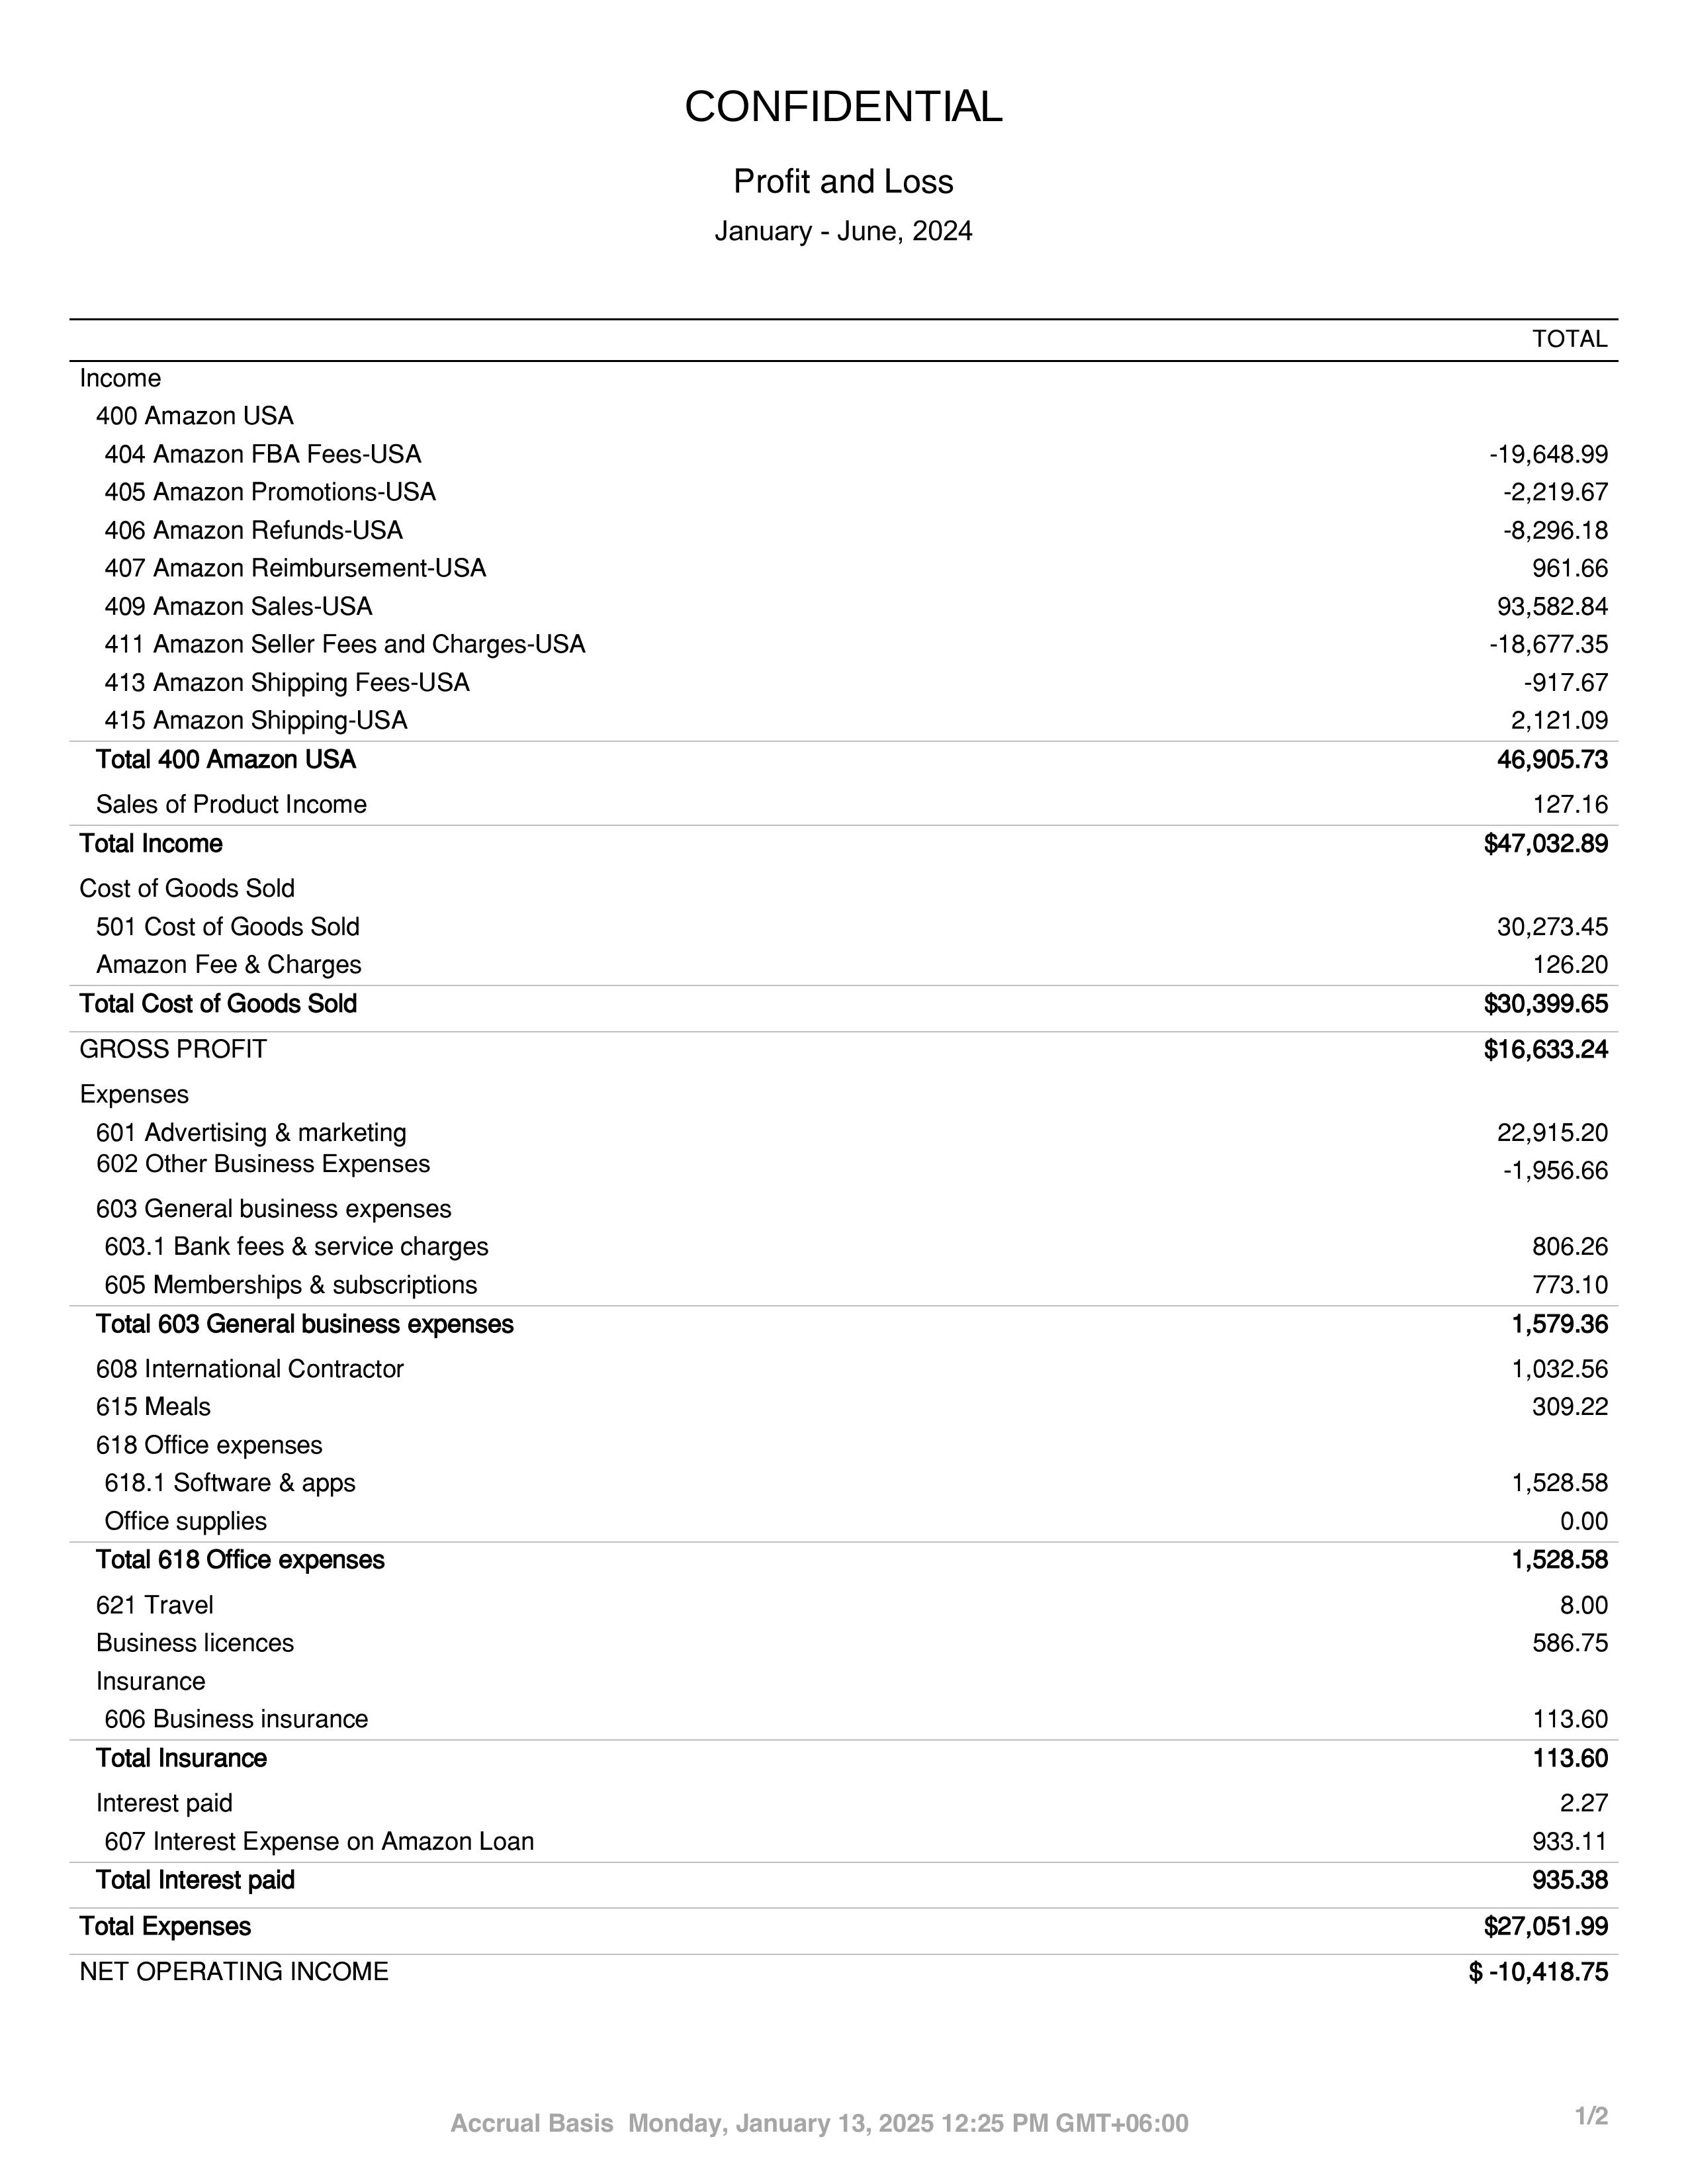 CONFIDENTIAL
Profit and Loss
January - June, 2024
TOTAL
Income
400 Amazon USA
404 Amazon FBA Fees-USA -19,648.99
405 Amazon Promotions-USA -2,219.67
406 Amazon Refunds-USA -8,296.18
407 Amazon Reimbursement-USA 961.66
409 Amazon Sales-USA 93,582.84
411 Amazon Seller Fees and Charges-USA -18,677.35
413 Amazon Shipping Fees-USA -917.67
415 Amazon Shipping-USA 2,121.09
Total 400 Amazon USA 46,905.73
Sales of Product Income 127.16
Total Income $47,032.89
Cost of Goods Sold
501 Cost of Goods Sold 30,273.45
Amazon Fee & Charges 126.20
Total Cost of Goods Sold $30,399.65
GROSS PROFIT $16,633.24
Expenses
601 Advertising & marketing 22,915.20
602 Other Business Expenses -1,956.66
603 General business expenses
603.1 Bank fees & service charges 806.26
605 Memberships & subscriptions 773.10
Total 603 General business expenses 1,579.36
608 International Contractor 1,032.56
615 Meals 309.22
618 Office expenses
618.1 Software & apps 1,528.58
Office supplies 0.00
Total 618 Office expenses 1,528.58
621 Travel 8.00
Business licences 586.75
Insurance
606 Business insurance 113.60
Total Insurance 113.60
Interest paid 2.27
607 Interest Expense on Amazon Loan 933.11
Total Interest paid 935.38
Total Expenses $27,051.99
NET OPERATING INCOME $ -10,418.75
Accrual Basis Monday, January 13, 2025 12:25 PM GMT+06:00 1/2